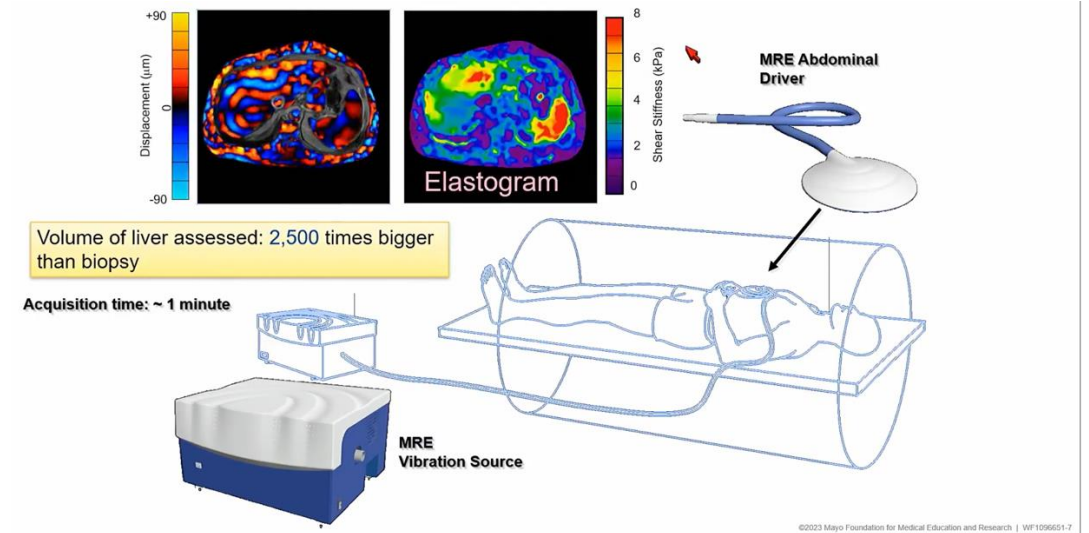 +90
0
-90
Displacement (μm)
Elastogram
8
6
4
2
0
Shear Stiffness (kPa)
MRE Abdominal
Driver
Volume of liver assessed: 2,500 times bigger
than biopsy
Acquisition time: ~ 1 minute
MRE
Vibration Source
©2023 Mayo Foundation for Medical Education and Research | WF1096651-7